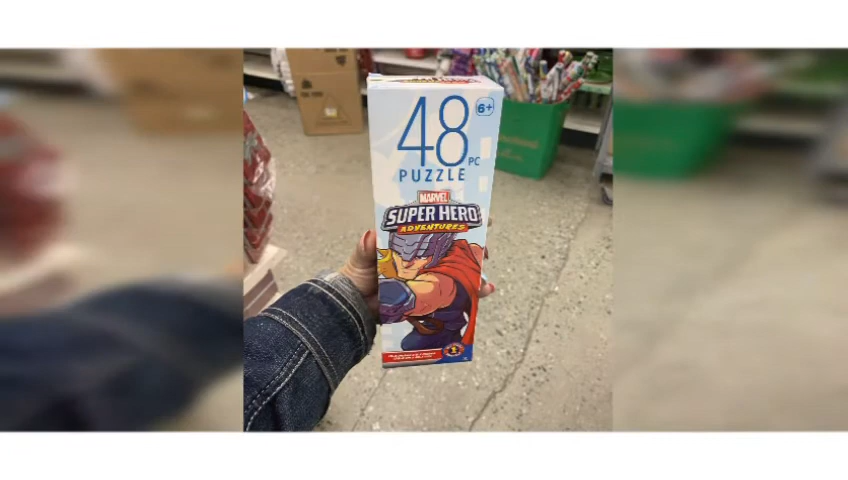 48
6+
PC
PUZZLE
MARVEL
SUPER HERO
ADVENTURES